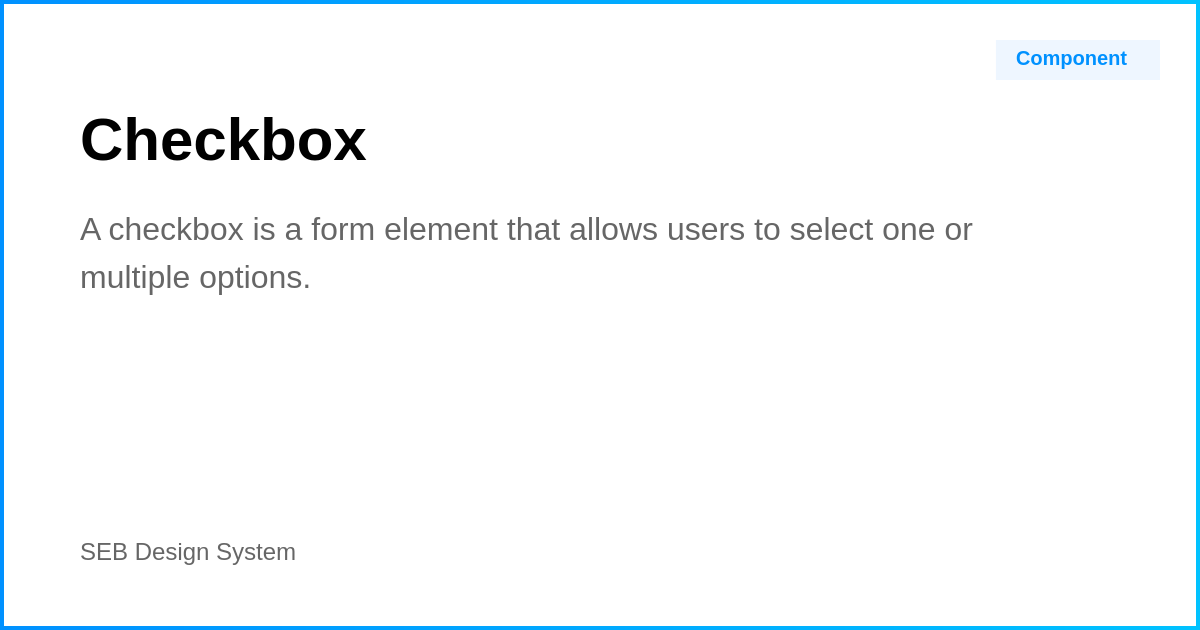 Component
Checkbox
A checkbox is a form element that allows users to select one or
multiple options.
SEB Design System